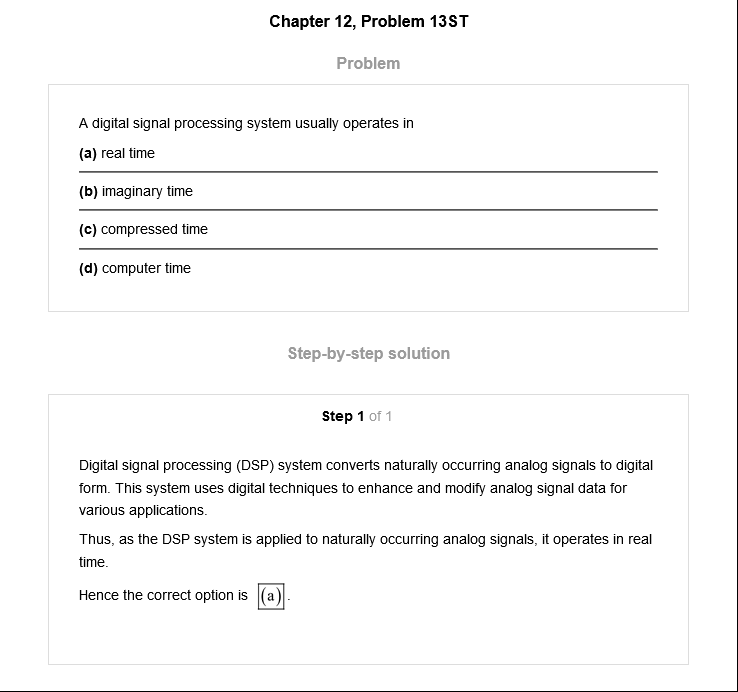 Chapter 12, Problem 13ST
Problem
A digital signal processing system usually operates in
(a) real time
(b) imaginary time
(c) compressed time
(d) computer time
Step-by-step solution
Step 1 of 1
Digital signal processing (DSP) system converts naturally occurring analog signals to digital
form. This system uses digital techniques to enhance and modify analog signal data for
various applications.
Thus, as the DSP system is applied to naturally occurring analog signals, it operates in real
time.
Hence the correct option is (a).